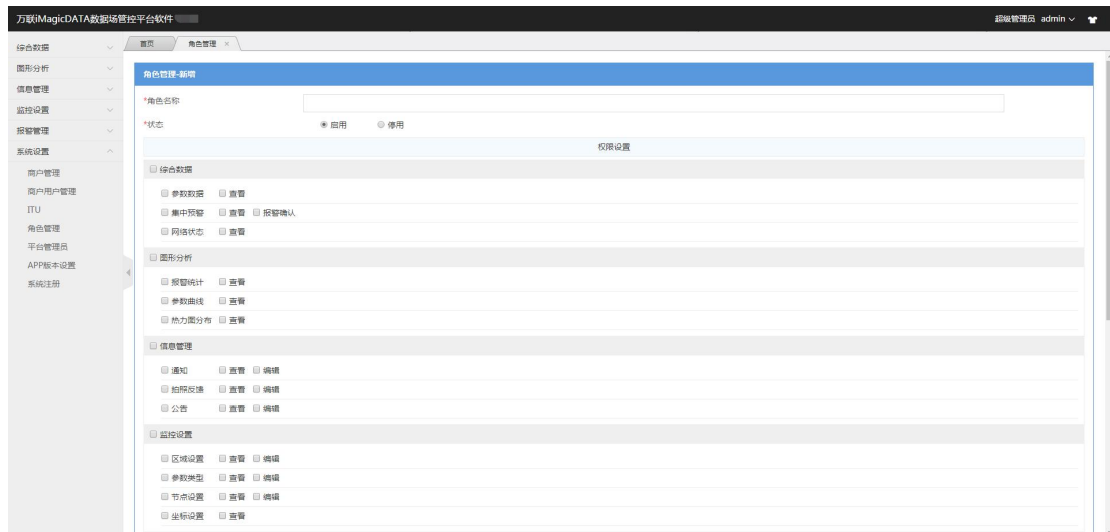 万联iMagicDATA数据场管控平台软件
超级管理员 admin
综合数据
图形分析
信息管理
监控设置
报警管理
系统设置
商户管理
商户用户管理
ITU
角色管理
平台管理员
APP版本设置
系统注册
首页 角色管理 ×
角色管理-新增
*角色名称
*状态 启用 停用
权限设置
综合数据
参数数据 查看
集中预警 查看 报警确认
网络状态 查看
图形分析
报警统计 查看
参数曲线 查看
热力图分布 查看
信息管理
通知 查看 编辑
拍照反馈 查看 编辑
公告 查看 编辑
监控设置
区域设置 查看 编辑
参数类型 查看 编辑
节点设置 查看 编辑
坐标设置 查看